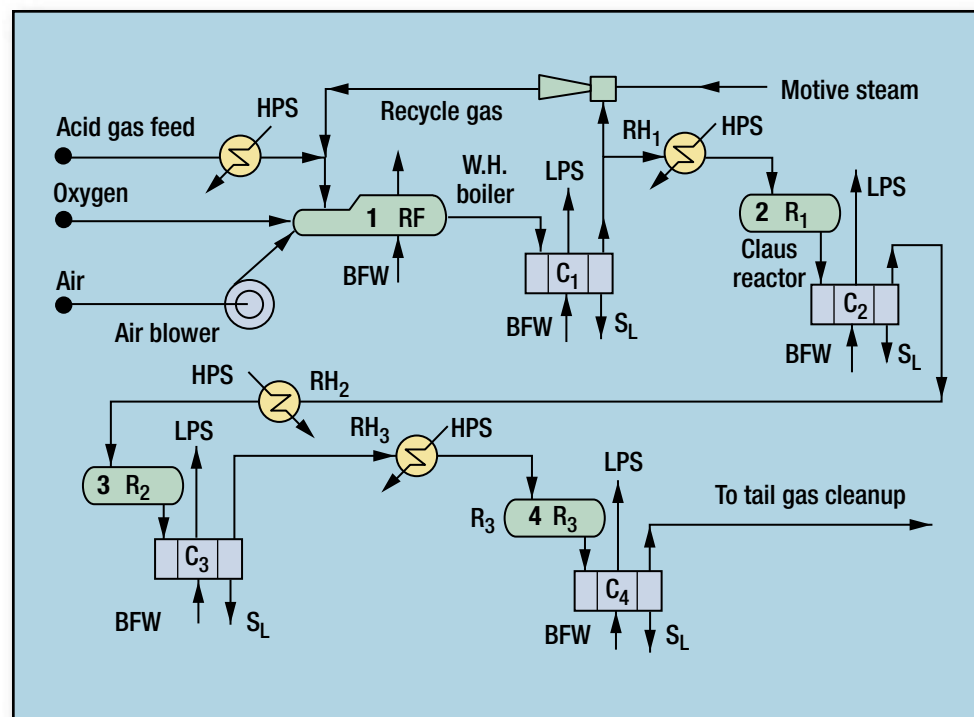 HPS
Acid gas feed
Recycle gas
Motive steam
RH1
HPS
W.H.
boiler
LPS
LPS
Oxygen
1 RF
2 R1
Claus
reactor
Air
BFW
C1
C2
Air blower
BFW
SL
BFW
SL
HPS
RH2
LPS
RH3
HPS
LPS
To tail gas cleanup
3 R2
R3
4 R3
C3
C4
BFW
SL
BFW
SL